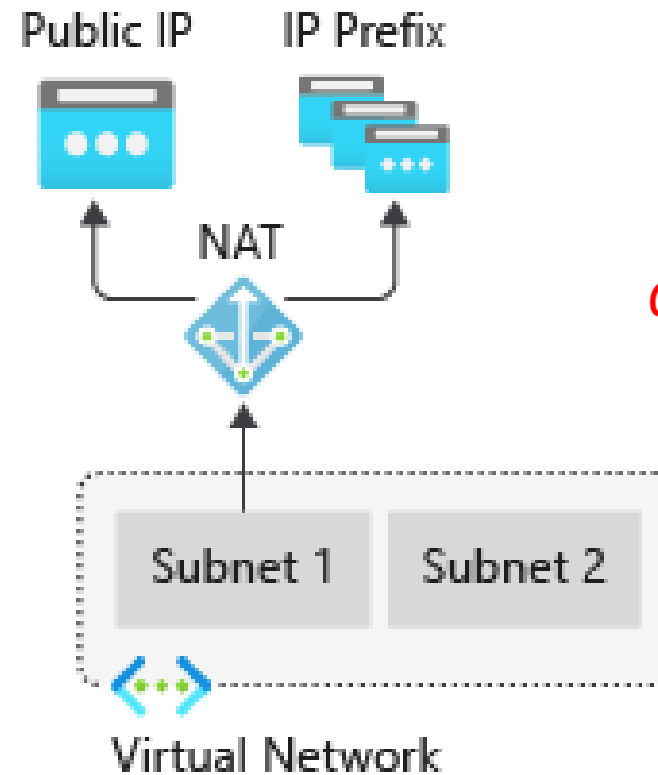 Public IP
IP Prefix
NAT
Subnet 1
Subnet 2
Virtual Network